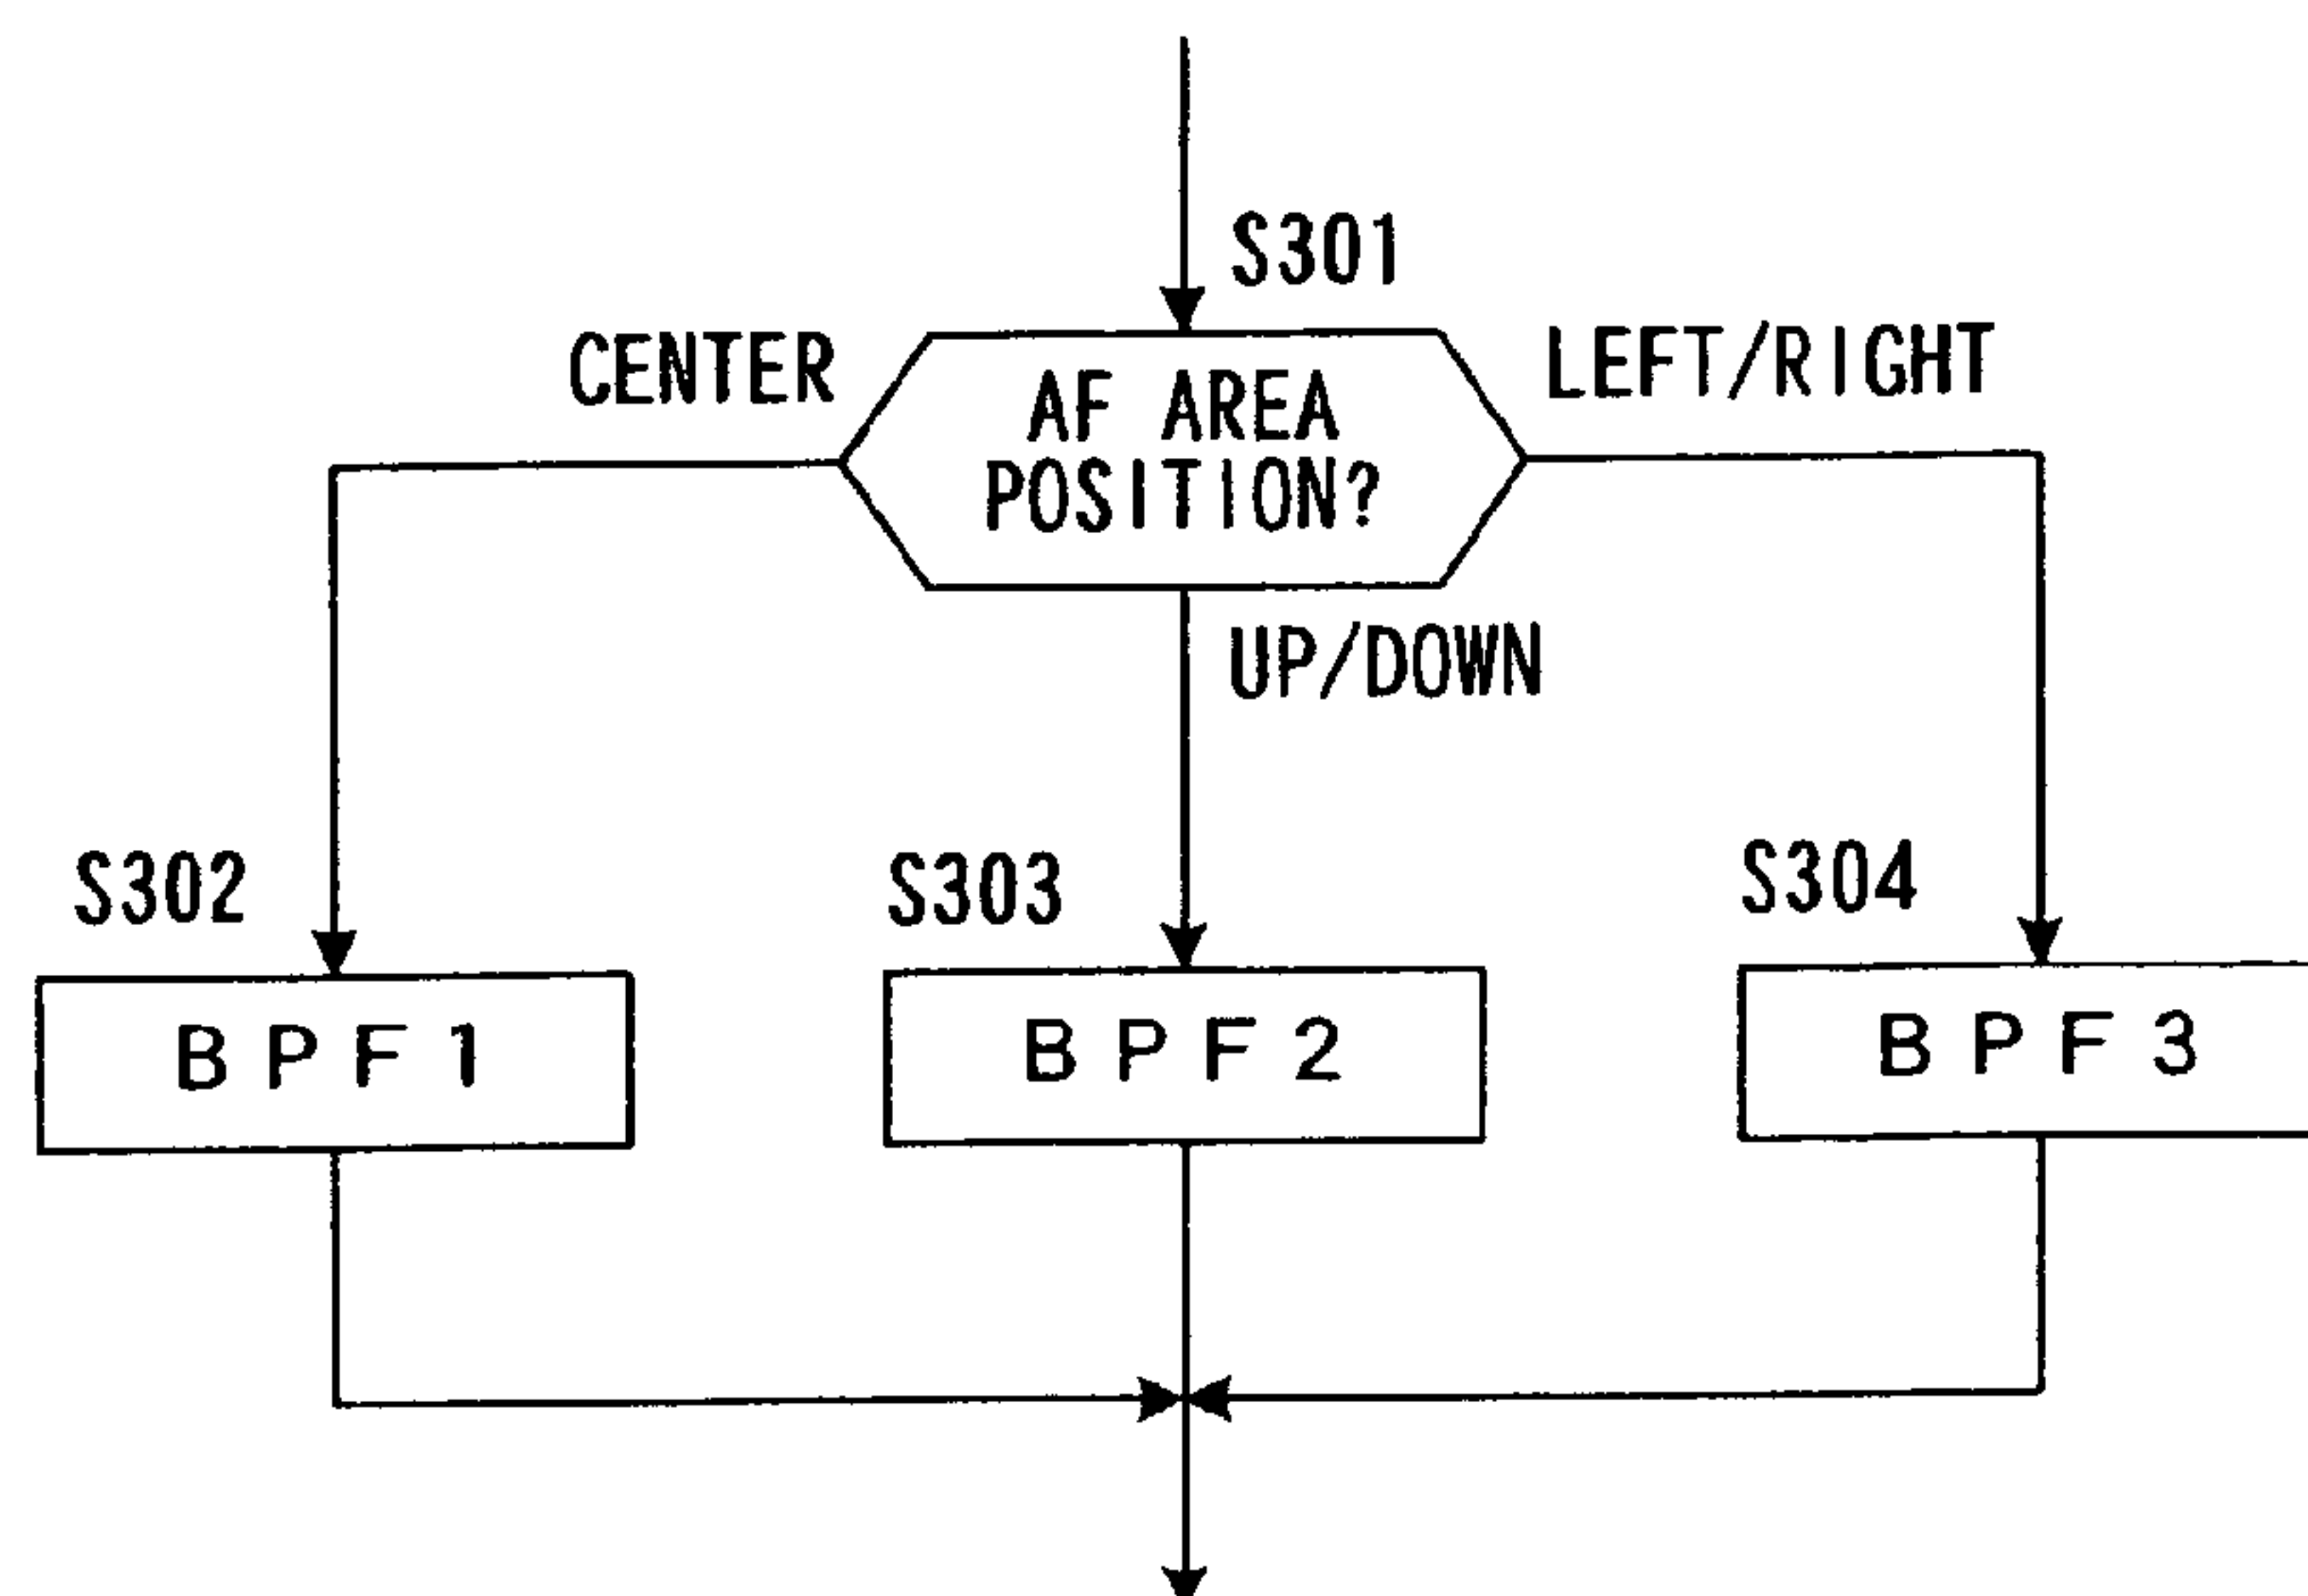 S301
CENTER
LEFT/RIGHT
AF AREA
POSITION?
UP/DOWN
S302
S303
S304
BPF1
BPF2
BPF3